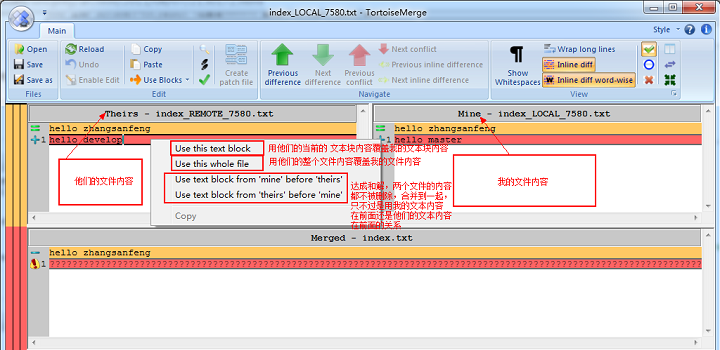 index_LOCAL_7580.txt - TortoiseMerge
Main
Style
Open
Save
Save as
Files
Reload
Undo
Enable Edit
Copy
Paste
Use Blocks
Edit
Create patch file
Previous difference
Next difference
Previous conflict
Next conflict
Previous inline difference
Next inline difference
Navigate
Show Whitespaces
Wrap long lines
Inline diff
Inline diff word-wise
View
Theirs - index_REMOTE_7580.txt
hello zhangsanfeng
1 hello develop
Mine - index_LOCAL_7580.txt
hello zhangsanfeng
1 hello master
Use this text block
用他们的当前的 文本块内容覆盖我的文本块内容
Use this whole file
用他们的整个文件内容覆盖我的文件内容
Use text block from 'mine' before 'theirs'
Use text block from 'theirs' before 'mine'
Copy
达成和解，两个文件的内容
都不被删除，合并到一起，
只不过是用我的文本内容
在前面还是他们的文本内容
在前面的关系
他们的文件内容
我的文件内容
Merged - index.txt
hello zhangsanfeng